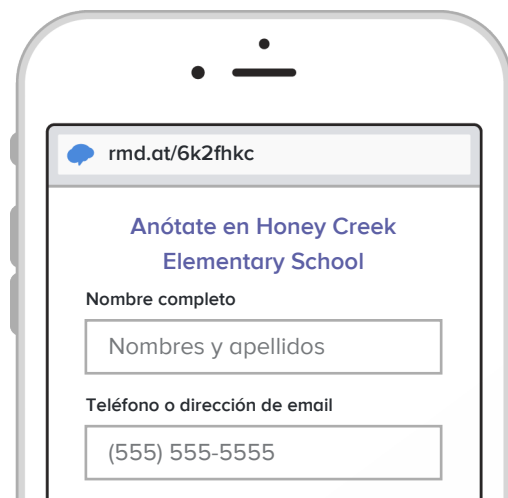 rmd.at/6k2fhkc
Anótate en Honey Creek
Elementary School
Nombre completo
Nombres y apellidos
Teléfono o dirección de email
(555) 555-5555